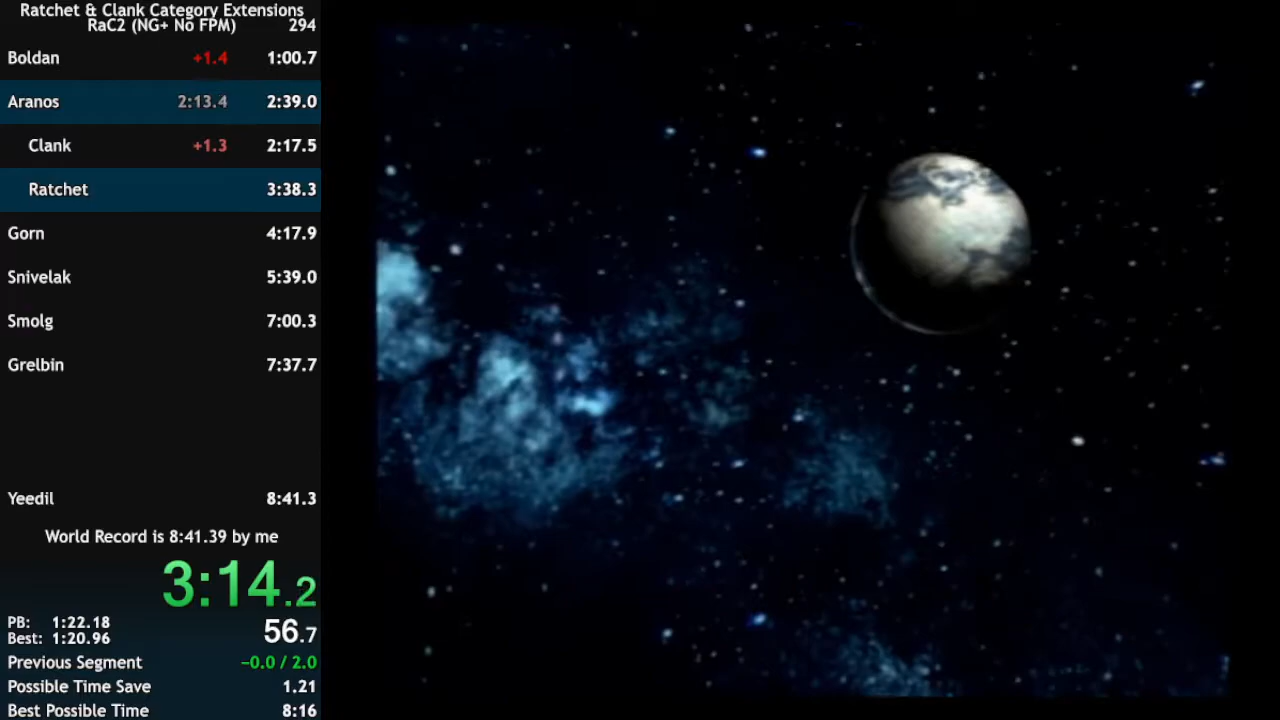 Ratchet & Clank Category Extensions
RaC2 (NG+ No FPM) 294
Boldan +1.4 1:00.7
Aranos 2:13.4 2:39.0
Clank +1.3 2:17.5
Ratchet 3:38.3
Gorn 4:17.9
Snivelak 5:39.0
Smolg 7:00.3
Grelbin 7:37.7
Yeedil 8:41.3
World Record is 8:41.39 by me
3:14.2
PB: 1:22.18 56.7
Best: 1:20.96
Previous Segment −0.0 / 2.0
Possible Time Save 1.21
Best Possible Time 8:16